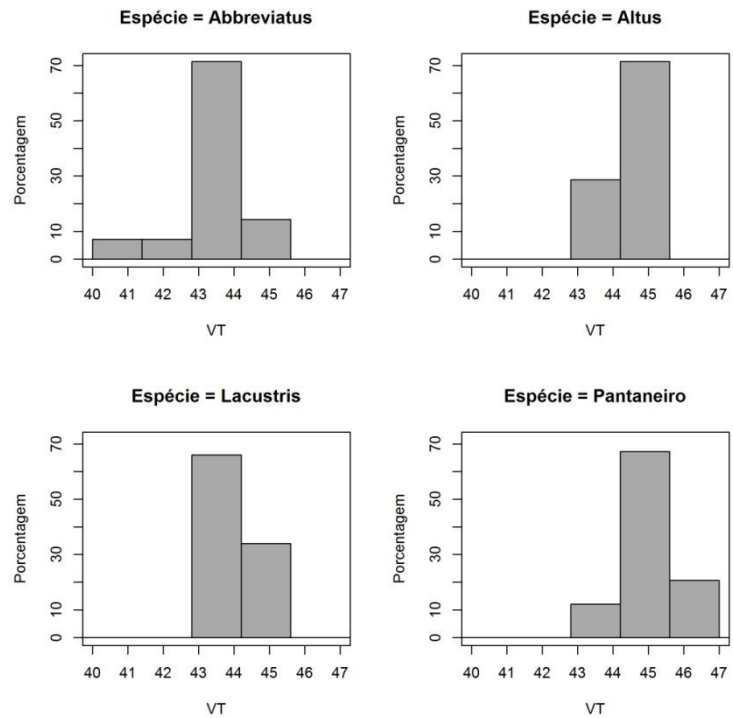 Espécie = Abbreviatus
Porcentagem
70
50
30
10
0
40 41 42 43 44 45 46 47
VT
Espécie = Altus
Porcentagem
70
50
30
10
0
40 41 42 43 44 45 46 47
VT
Espécie = Lacustris
Porcentagem
70
50
30
10
0
40 41 42 43 44 45 46 47
VT
Espécie = Pantaneiro
Porcentagem
70
50
30
10
0
40 41 42 43 44 45 46 47
VT